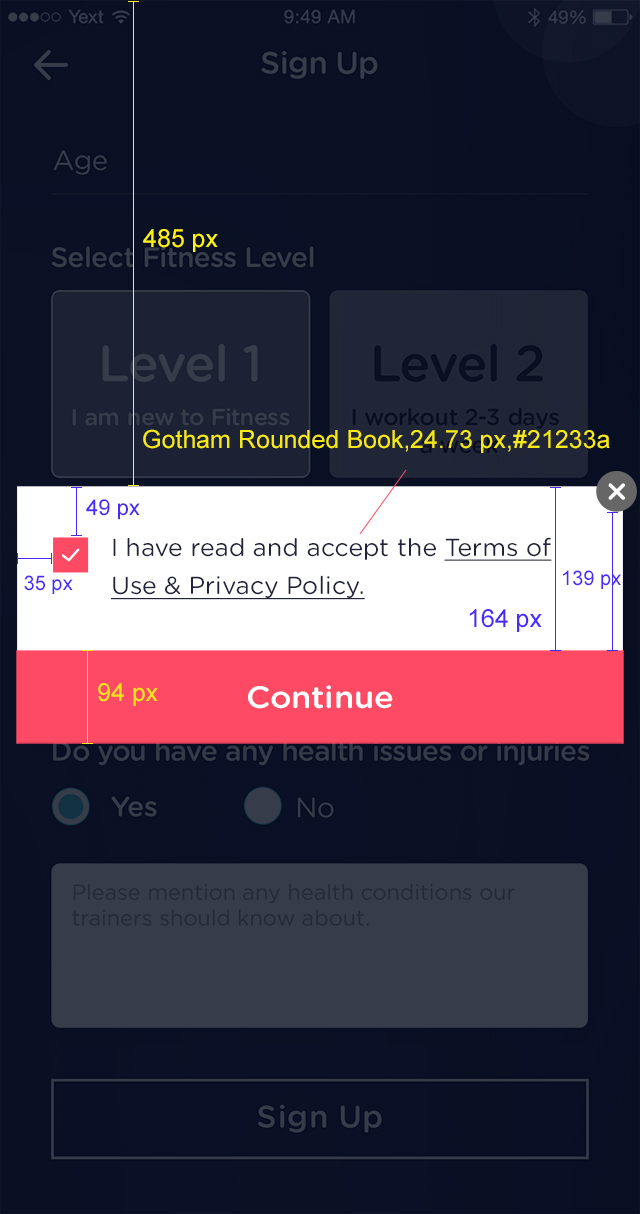 Yext 9:49 AM 49%
Sign Up
Age
485 px
Select Fitness Level
Level 1 Level 2
I am new to Fitness I workout 2-3 days
a week
Gotham Rounded Book,24.73 px,#21233a
49 px
I have read and accept the Terms of
35 px 139 px
Use & Privacy Policy.
164 px
94 px Continue
Do you have any health issues or injuries
Yes No
Please mention any health conditions our
trainers should know about.
Sign Up